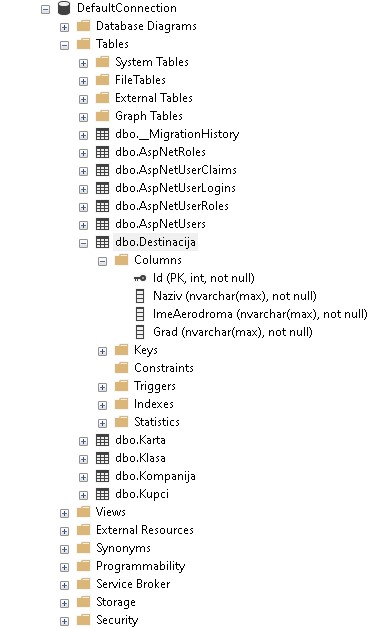 DefaultConnection
Database Diagrams
Tables
System Tables
FileTables
External Tables
Graph Tables
dbo.__MigrationHistory
dbo.AspNetRoles
dbo.AspNetUserClaims
dbo.AspNetUserLogins
dbo.AspNetUserRoles
dbo.AspNetUsers
dbo.Destinacija
Columns
Id (PK, int, not null)
Naziv (nvarchar(max), not null)
ImeAerodroma (nvarchar(max), not null)
Grad (nvarchar(max), not null)
Keys
Constraints
Triggers
Indexes
Statistics
dbo.Karta
dbo.Klasa
dbo.Kompanija
dbo.Kupci
Views
External Resources
Synonyms
Programmability
Service Broker
Storage
Security